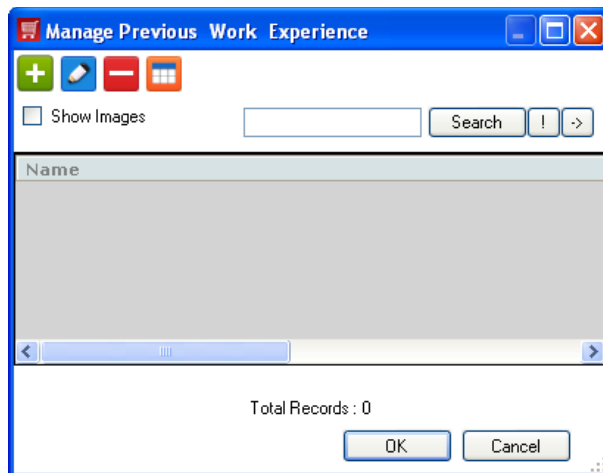 Manage Previous Work Experience
Show Images
Search
!
->
Name
Total Records : 0
OK
Cancel